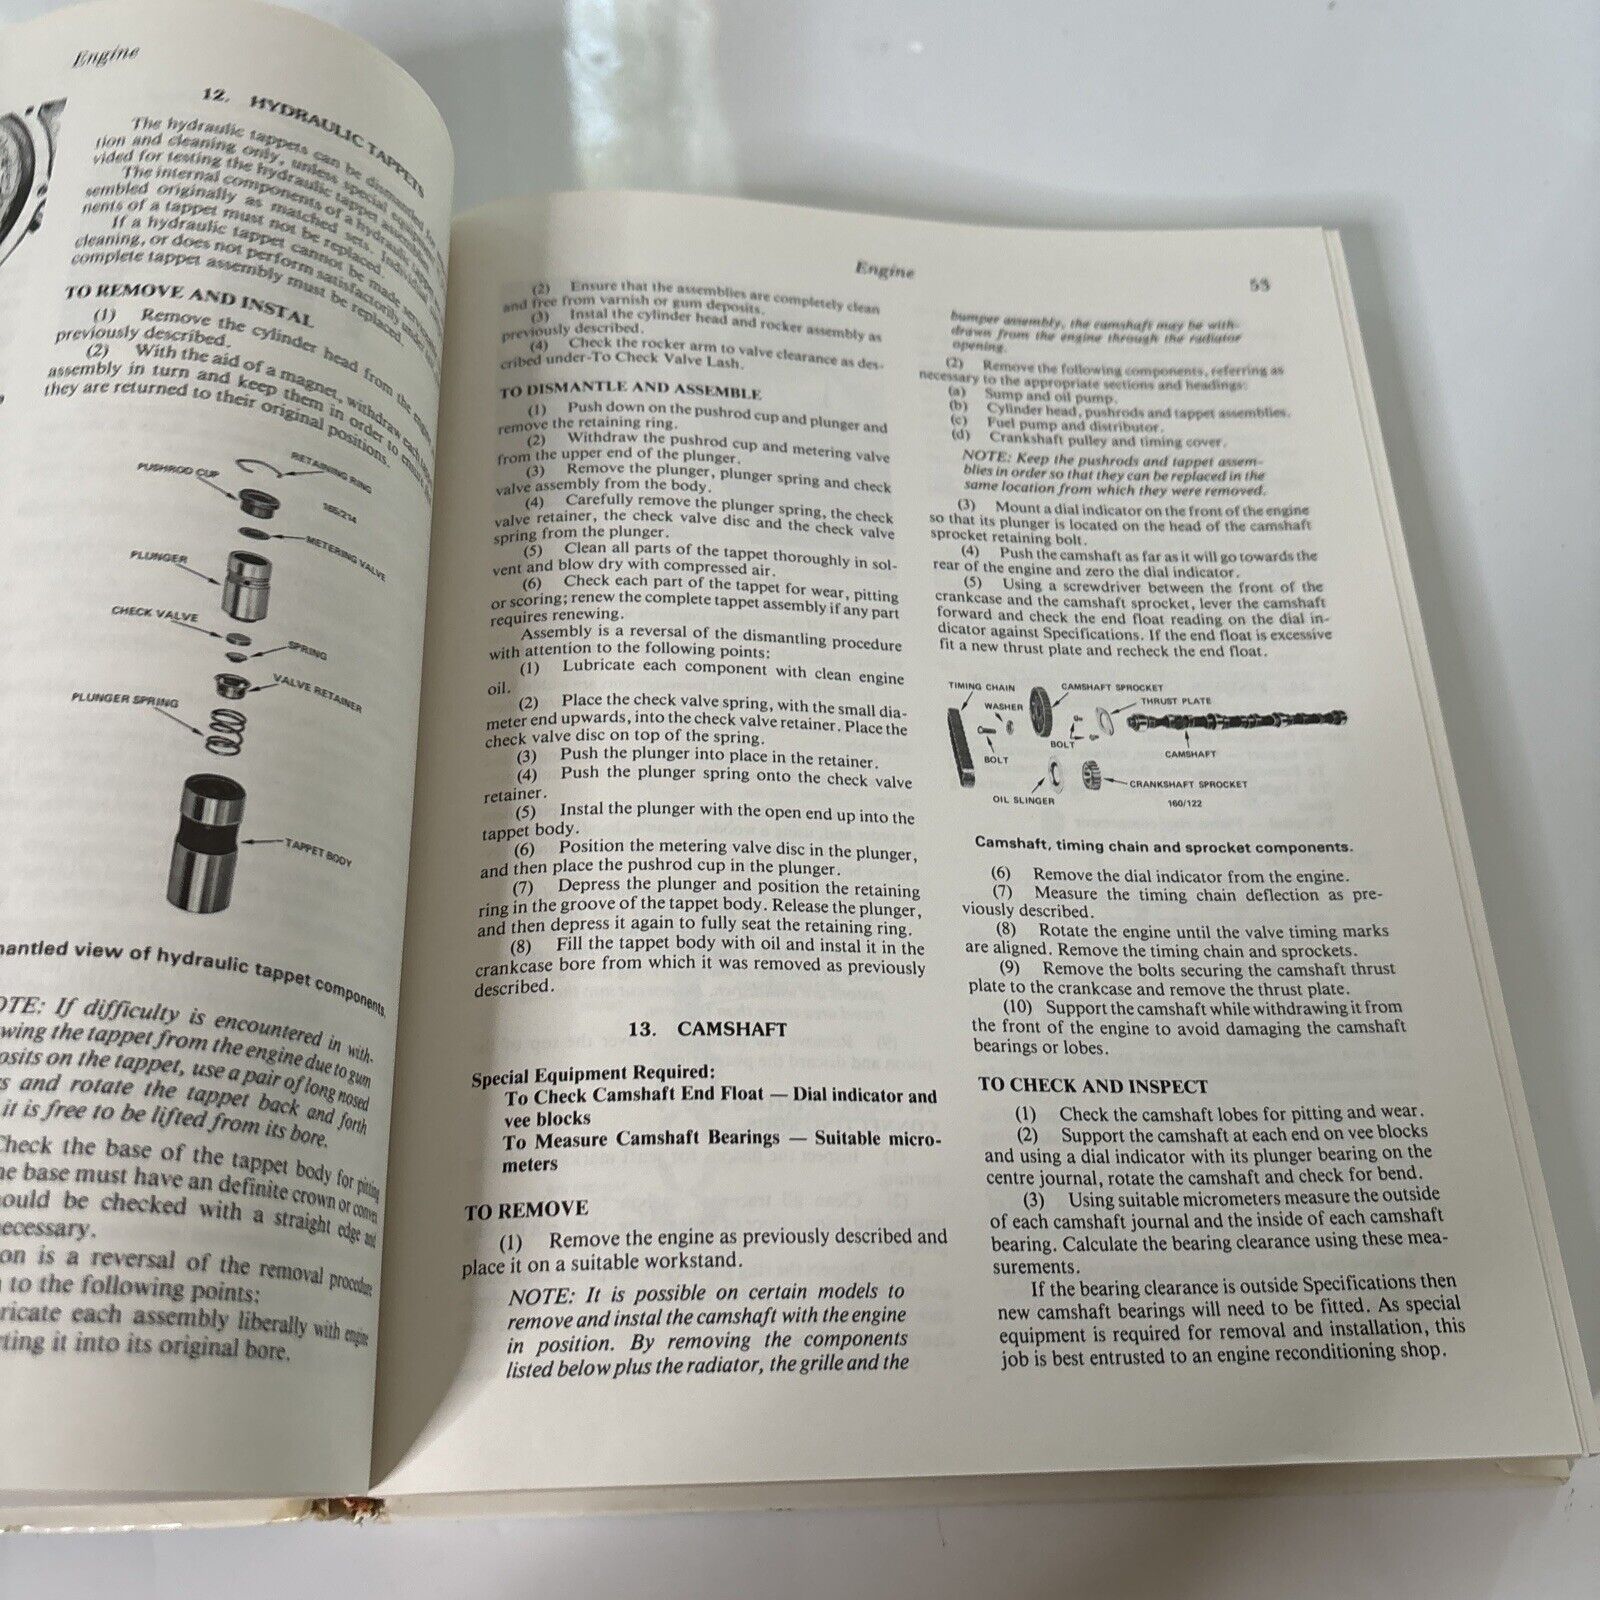 Engine
12. HYDRAULIC TAPPETS
The hydraulic tappets can be dismantled for
tion and cleaning only, unless special equip
vided for testing the hydraulic tappet assemblies
The internal components of a hydraulic tappet
sembled originally as matched sets. Individual
nents of a tappet must not be replaced.
If a hydraulic tappet cannot be made serviceable
cleaning, or does not perform satisfactorily
complete tappet assembly must be replaced.
TO REMOVE AND INSTAL
(1) Remove the cylinder head from the engine
previously described.
(2) With the aid of a magnet, withdraw each
assembly in turn and keep them in order to ensure
they are returned to their original positions.
PUSHROD CUP
RETAINING RING
METERING VALVE
PLUNGER
CHECK VALVE
SPRING
VALVE RETAINER
PLUNGER SPRING
TAPPET BODY
mantled view of hydraulic tappet components.
OTE: If difficulty is encountered in with-
wing the tappet from the engine due to gum
osits on the tappet, use a pair of long nosed
s and rotate the tappet back and forth
it is free to be lifted from its bore.
Check the base of the tappet body for pitting
ne base must have an definite crown or convex
ould be checked with a straight edge and
ecessary.
on is a reversal of the removal procedure
to the following points:
ricate each assembly liberally with engine
rting it into its original bore.
Engine
53
(2) Ensure that the assemblies are completely clean
and free from varnish or gum deposits.
(3) Instal the cylinder head and rocker assembly as
previously described.
(4) Check the rocker arm to valve clearance as des-
cribed under-To Check Valve Lash.
TO DISMANTLE AND ASSEMBLE
(1) Push down on the pushrod cup and plunger and
remove the retaining ring.
(2) Withdraw the pushrod cup and metering valve
from the upper end of the plunger.
(3) Remove the plunger, plunger spring and check
valve assembly from the body.
(4) Carefully remove the plunger spring, the check
valve retainer, the check valve disc and the check valve
spring from the plunger.
(5) Clean all parts of the tappet thoroughly in sol-
vent and blow dry with compressed air.
(6) Check each part of the tappet for wear, pitting
or scoring; renew the complete tappet assembly if any part
requires renewing.
Assembly is a reversal of the dismantling procedure
with attention to the following points:
(1) Lubricate each component with clean engine
oil.
(2) Place the check valve spring, with the small dia-
meter end upwards, into the check valve retainer. Place the
check valve disc on top of the spring.
(3) Push the plunger into place in the retainer.
(4) Push the plunger spring onto the check valve
retainer.
(5) Instal the plunger with the open end up into the
tappet body.
(6) Position the metering valve disc in the plunger,
and then place the pushrod cup in the plunger.
(7) Depress the plunger and position the retaining
ring in the groove of the tappet body. Release the plunger,
and then depress it again to fully seat the retaining ring.
(8) Fill the tappet body with oil and instal it in the
crankcase bore from which it was removed as previously
described.
13. CAMSHAFT
Special Equipment Required:
To Check Camshaft End Float — Dial indicator and
vee blocks
To Measure Camshaft Bearings — Suitable micro-
meters
TO REMOVE
(1) Remove the engine as previously described and
place it on a suitable workstand.
NOTE: It is possible on certain models to
remove and instal the camshaft with the engine
in position. By removing the components
listed below plus the radiator, the grille and the
bumper assembly, the camshaft may be with-
drawn from the engine through the radiator
opening.
(2) Remove the following components, referring as
necessary to the appropriate sections and headings:
(a) Sump and oil pump.
(b) Cylinder head, pushrods and tappet assemblies.
(c) Fuel pump and distributor.
(d) Crankshaft pulley and timing cover.
NOTE: Keep the pushrods and tappet assem-
blies in order so that they can be replaced in the
same location from which they were removed.
(3) Mount a dial indicator on the front of the engine
so that its plunger is located on the head of the camshaft
sprocket retaining bolt.
(4) Push the camshaft as far as it will go towards the
rear of the engine and zero the dial indicator.
(5) Using a screwdriver between the front of the
crankcase and the camshaft sprocket, lever the camshaft
forward and check the end float reading on the dial in-
dicator against Specifications. If the end float is excessive
fit a new thrust plate and recheck the end float.
TIMING CHAIN
CAMSHAFT SPROCKET
WASHER
THRUST PLATE
BOLT
CAMSHAFT
BOLT
CRANKSHAFT SPROCKET
OIL SLINGER
160/122
Camshaft, timing chain and sprocket components.
(6) Remove the dial indicator from the engine.
(7) Measure the timing chain deflection as pre-
viously described.
(8) Rotate the engine until the valve timing marks
are aligned. Remove the timing chain and sprockets.
(9) Remove the bolts securing the camshaft thrust
plate to the crankcase and remove the thrust plate.
(10) Support the camshaft while withdrawing it from
the front of the engine to avoid damaging the camshaft
bearings or lobes.
TO CHECK AND INSPECT
(1) Check the camshaft lobes for pitting and wear.
(2) Support the camshaft at each end on vee blocks
and using a dial indicator with its plunger bearing on the
centre journal, rotate the camshaft and check for bend.
(3) Using suitable micrometers measure the outside
of each camshaft journal and the inside of each camshaft
bearing. Calculate the bearing clearance using these mea-
surements.
If the bearing clearance is outside Specifications then
new camshaft bearings will need to be fitted. As special
equipment is required for removal and installation, this
job is best entrusted to an engine reconditioning shop.